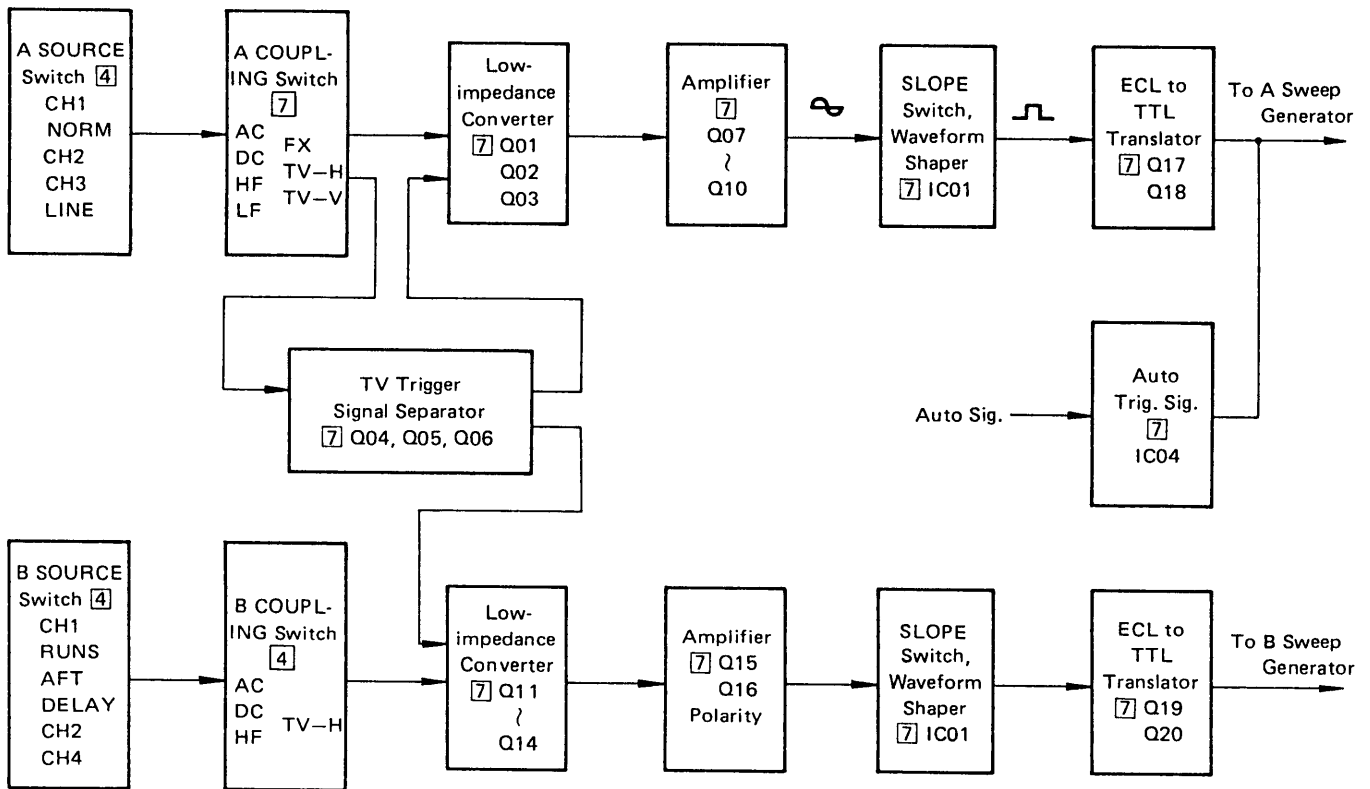 A SOURCE
Switch 4
CH1
NORM
CH2
CH3
LINE
A COUPL-
ING Switch
7
AC
DC
HF
LF
FX
TV-H
TV-V
Low-
impedance
Converter
7 Q01
Q02
Q03
Amplifier
7
Q07
~
Q10
SLOPE
Switch,
Waveform
Shaper
7 IC01
ECL to
TTL
Translator
7 Q17
Q18
To A Sweep
Generator
TV Trigger
Signal Separator
7 Q04, Q05, Q06
Auto Sig.
Auto
Trig. Sig.
7
IC04
B SOURCE
Switch 4
CH1
RUNS
AFT
DELAY
CH2
CH4
B COUPL-
ING Switch
4
AC
DC
HF
TV-H
Low-
impedance
Converter
7 Q11
~
Q14
Amplifier
7 Q15
Q16
Polarity
SLOPE
Switch,
Waveform
Shaper
7 IC01
ECL to
TTL
Translator
7 Q19
Q20
To B Sweep
Generator